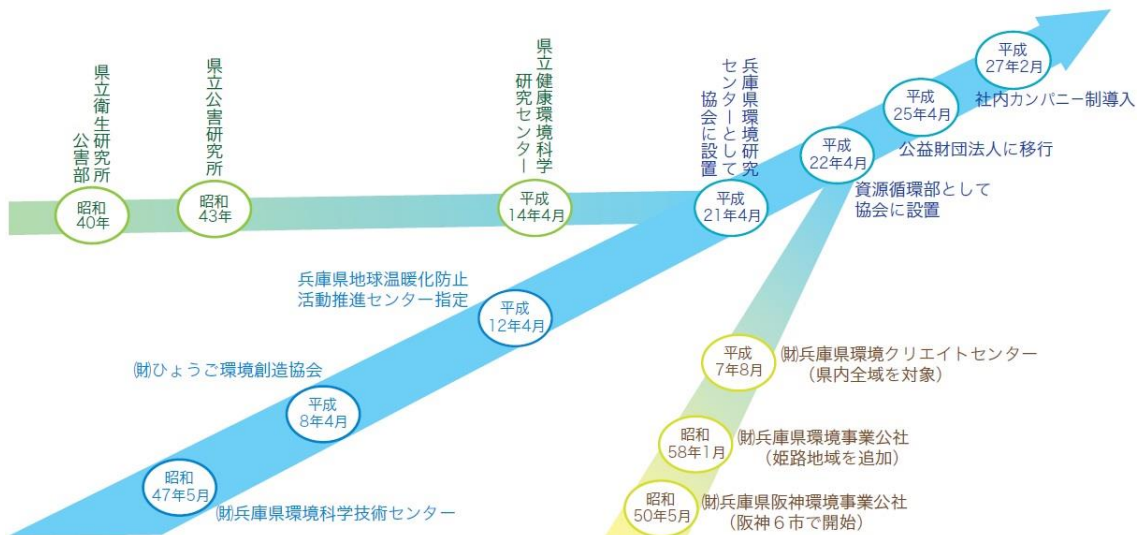 県立衛生研究所
公害部
昭和
40年
県立公害研究所
昭和
43年
県立健康環境科学
研究センター
平成
14年4月
兵庫県環境研究
センターとして
協会に設置
平成
21年4月
平成
22年4月
資源循環部として
協会に設置
平成
25年4月
公益財団法人に移行
平成
27年2月
社内カンパニー制導入
兵庫県地球温暖化防止
活動推進センター指定
平成
12年4月
㈶ひょうご環境創造協会
平成
8年4月
昭和
47年5月
㈶兵庫県環境科学技術センター
平成
7年8月
㈶兵庫県環境クリエイトセンター
(県内全域を対象)
昭和
58年1月
㈶兵庫県環境事業公社
(姫路地域を追加)
昭和
50年5月
㈶兵庫県阪神環境事業公社
(阪神6市で開始)